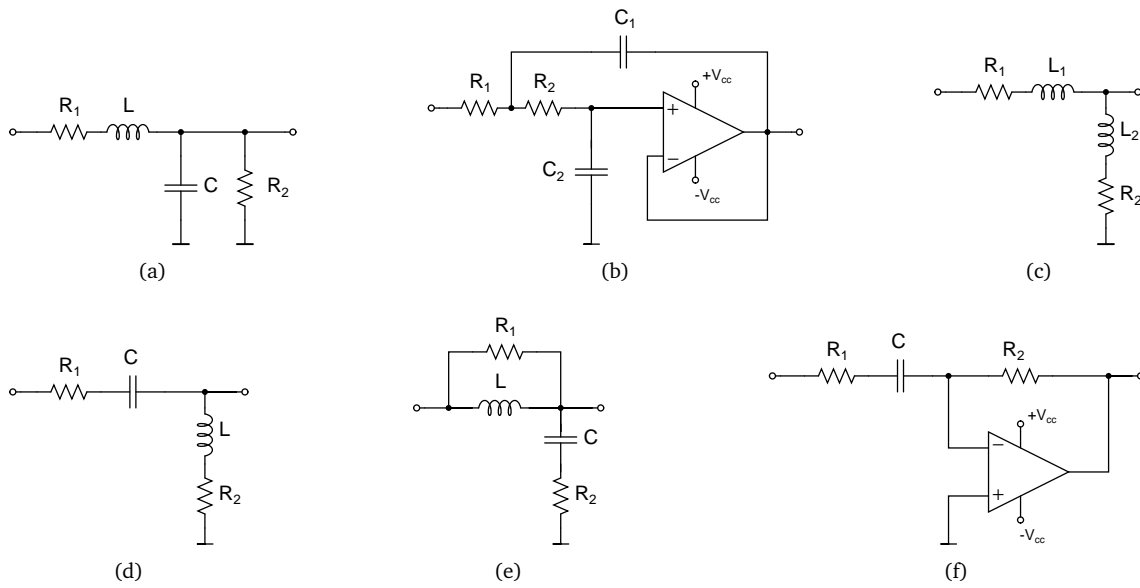 C1
R1 R2 +Vcc
+
−
C2
-Vcc
R1 L
C R2
R1 L1
L2
R2
(a) (b) (c)
R1 C
L
R2
R1
L
C
R2
R1 C R2
+Vcc
−
+
-Vcc
(d) (e) (f)